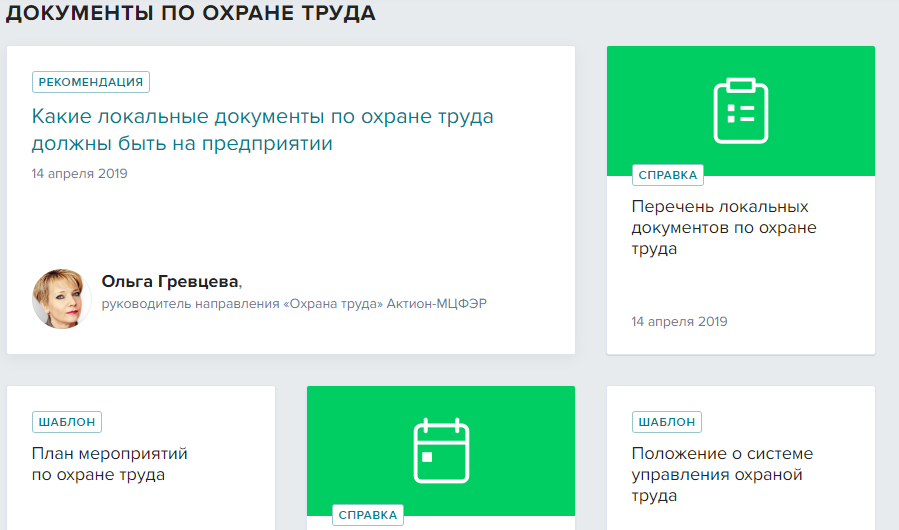 ДОКУМЕНТЫ ПО ОХРАНЕ ТРУДА
РЕКОМЕНДАЦИЯ
Какие локальные документы по охране труда
должны быть на предприятии
14 апреля 2019
Ольга Гревцева,
руководитель направления «Охрана труда» Актион-МЦФЭР
СПРАВКА
Перечень локальных
документов по охране
труда
14 апреля 2019
ШАБЛОН
План мероприятий
по охране труда
СПРАВКА
ШАБЛОН
Положение о системе
управления охраной
труда